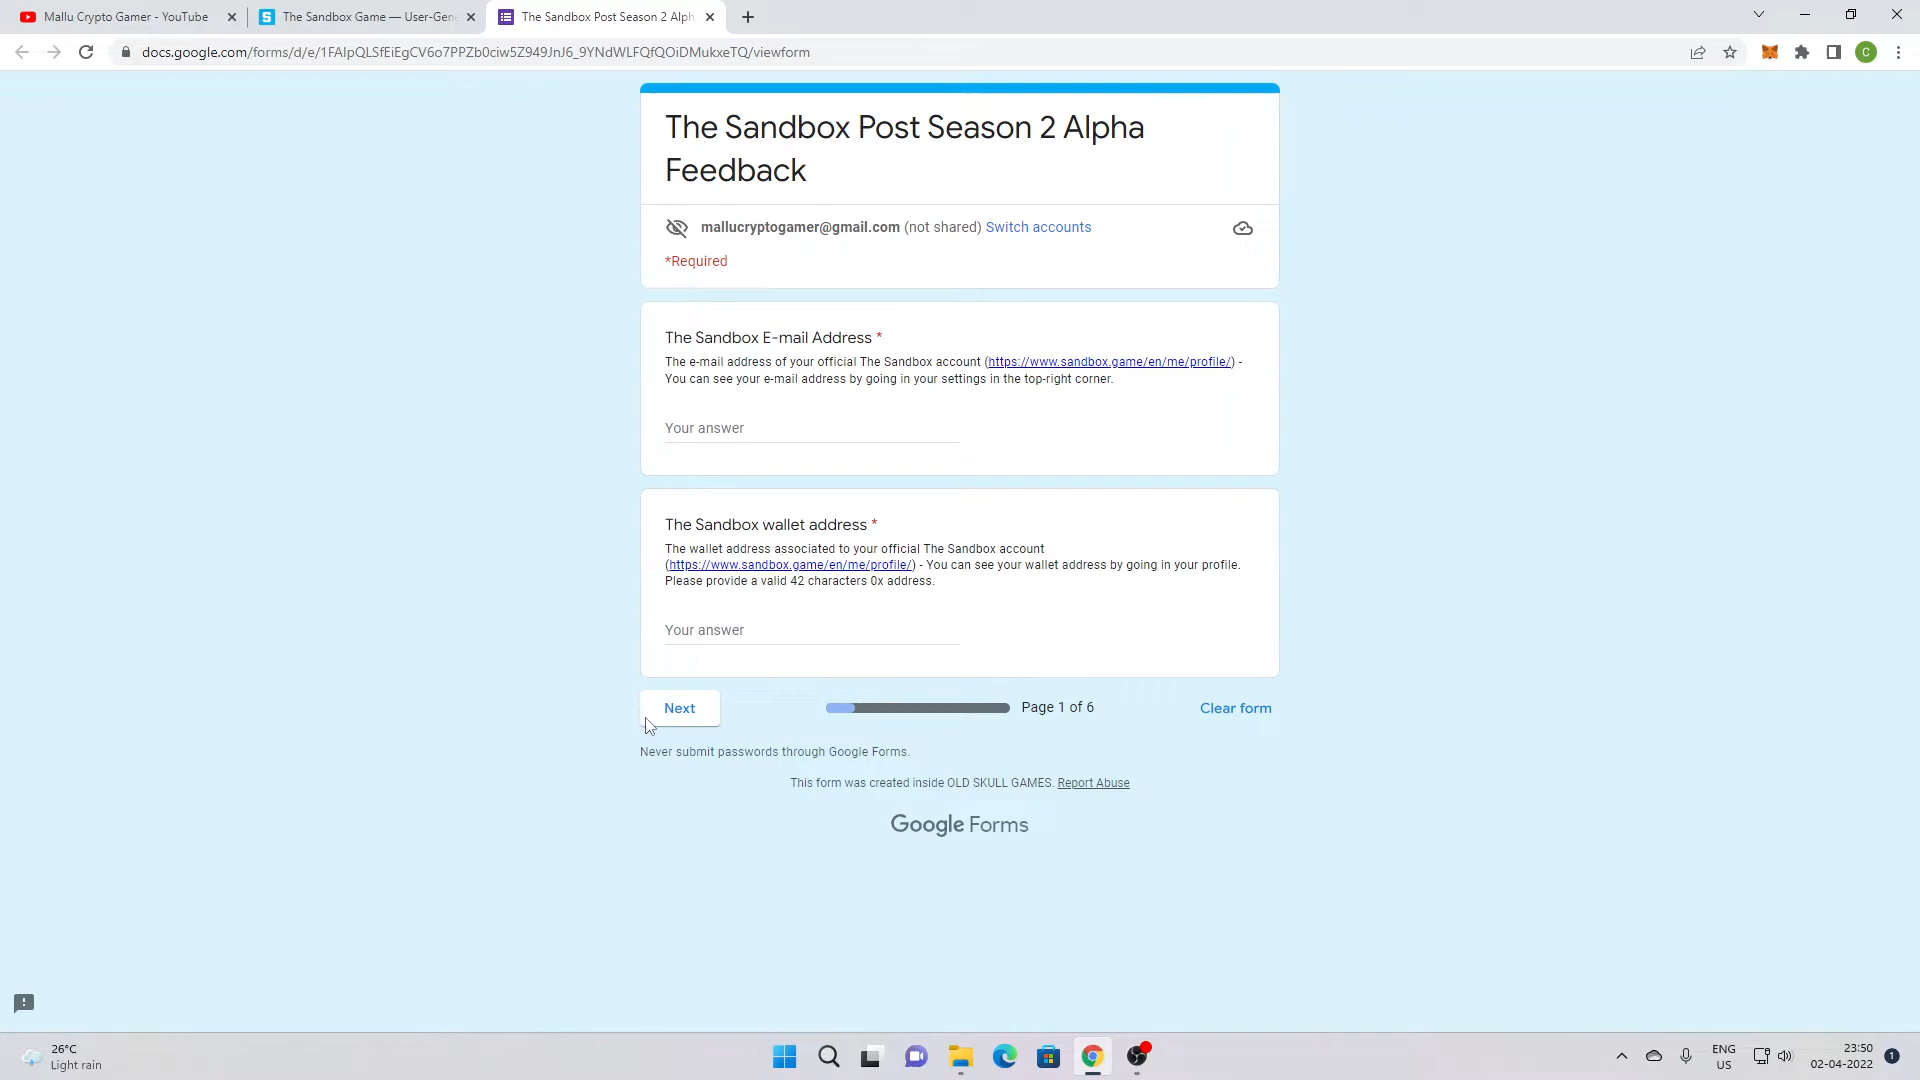 Mallu Crypto Gamer - YouTube
The Sandbox Game — User-Gene
The Sandbox Post Season 2 Alph
docs.google.com/forms/d/e/1FAIpQLSfEiEgCV6o7PPZb0ciw5Z949JnJ6_9YNdWLFQfQOiDMukxeTQ/viewform
C
The Sandbox Post Season 2 Alpha
Feedback
mallucryptogamer@gmail.com (not shared) Switch accounts
*Required
The Sandbox E-mail Address *
The e-mail address of your official The Sandbox account (https://www.sandbox.game/en/me/profile/) -
You can see your e-mail address by going in your settings in the top-right corner.
Your answer
The Sandbox wallet address *
The wallet address associated to your official The Sandbox account
(https://www.sandbox.game/en/me/profile/) - You can see your wallet address by going in your profile.
Please provide a valid 42 characters 0x address.
Your answer
Next
Page 1 of 6
Clear form
Never submit passwords through Google Forms.
This form was created inside OLD SKULL GAMES. Report Abuse
Google Forms
26°C
Light rain
ENG
US
23:50
02-04-2022
1